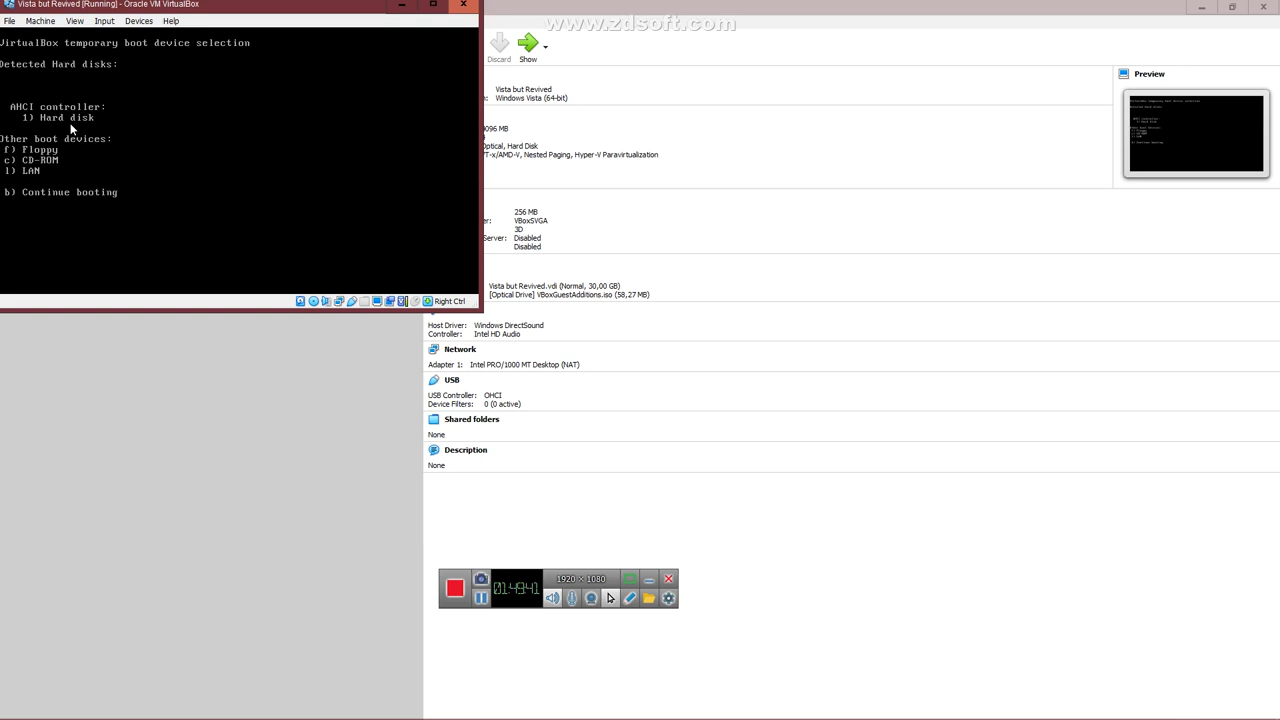 Vista but Revived [Running] - Oracle VM VirtualBox
www.zdsoft.com
File Machine View Input Devices Help
VirtualBox temporary boot device selection
Detected Hard disks:
AHCI controller:
1) Hard disk
Other boot devices:
f) Floppy
c) CD-ROM
l) LAN
b) Continue booting
Right Ctrl
Discard Show
Preview
Vista but Revived
Windows Vista (64-bit)
Hard Disk
Nested Paging, Hyper-V Paravirtualization
256 MB
VBoxSVGA
3D
Server: Disabled
Disabled
Vista but Revived.vdi (Normal, 30,00 GB)
[Optical Drive] VBoxGuestAdditions.iso (58,27 MB)
Host Driver: Windows DirectSound
Controller: Intel HD Audio
Network
Adapter 1: Intel PRO/1000 MT Desktop (NAT)
USB
USB Controller: OHCI
Device Filters: 0 (0 active)
Shared folders
None
Description
None
1920 × 1080
01:49:41